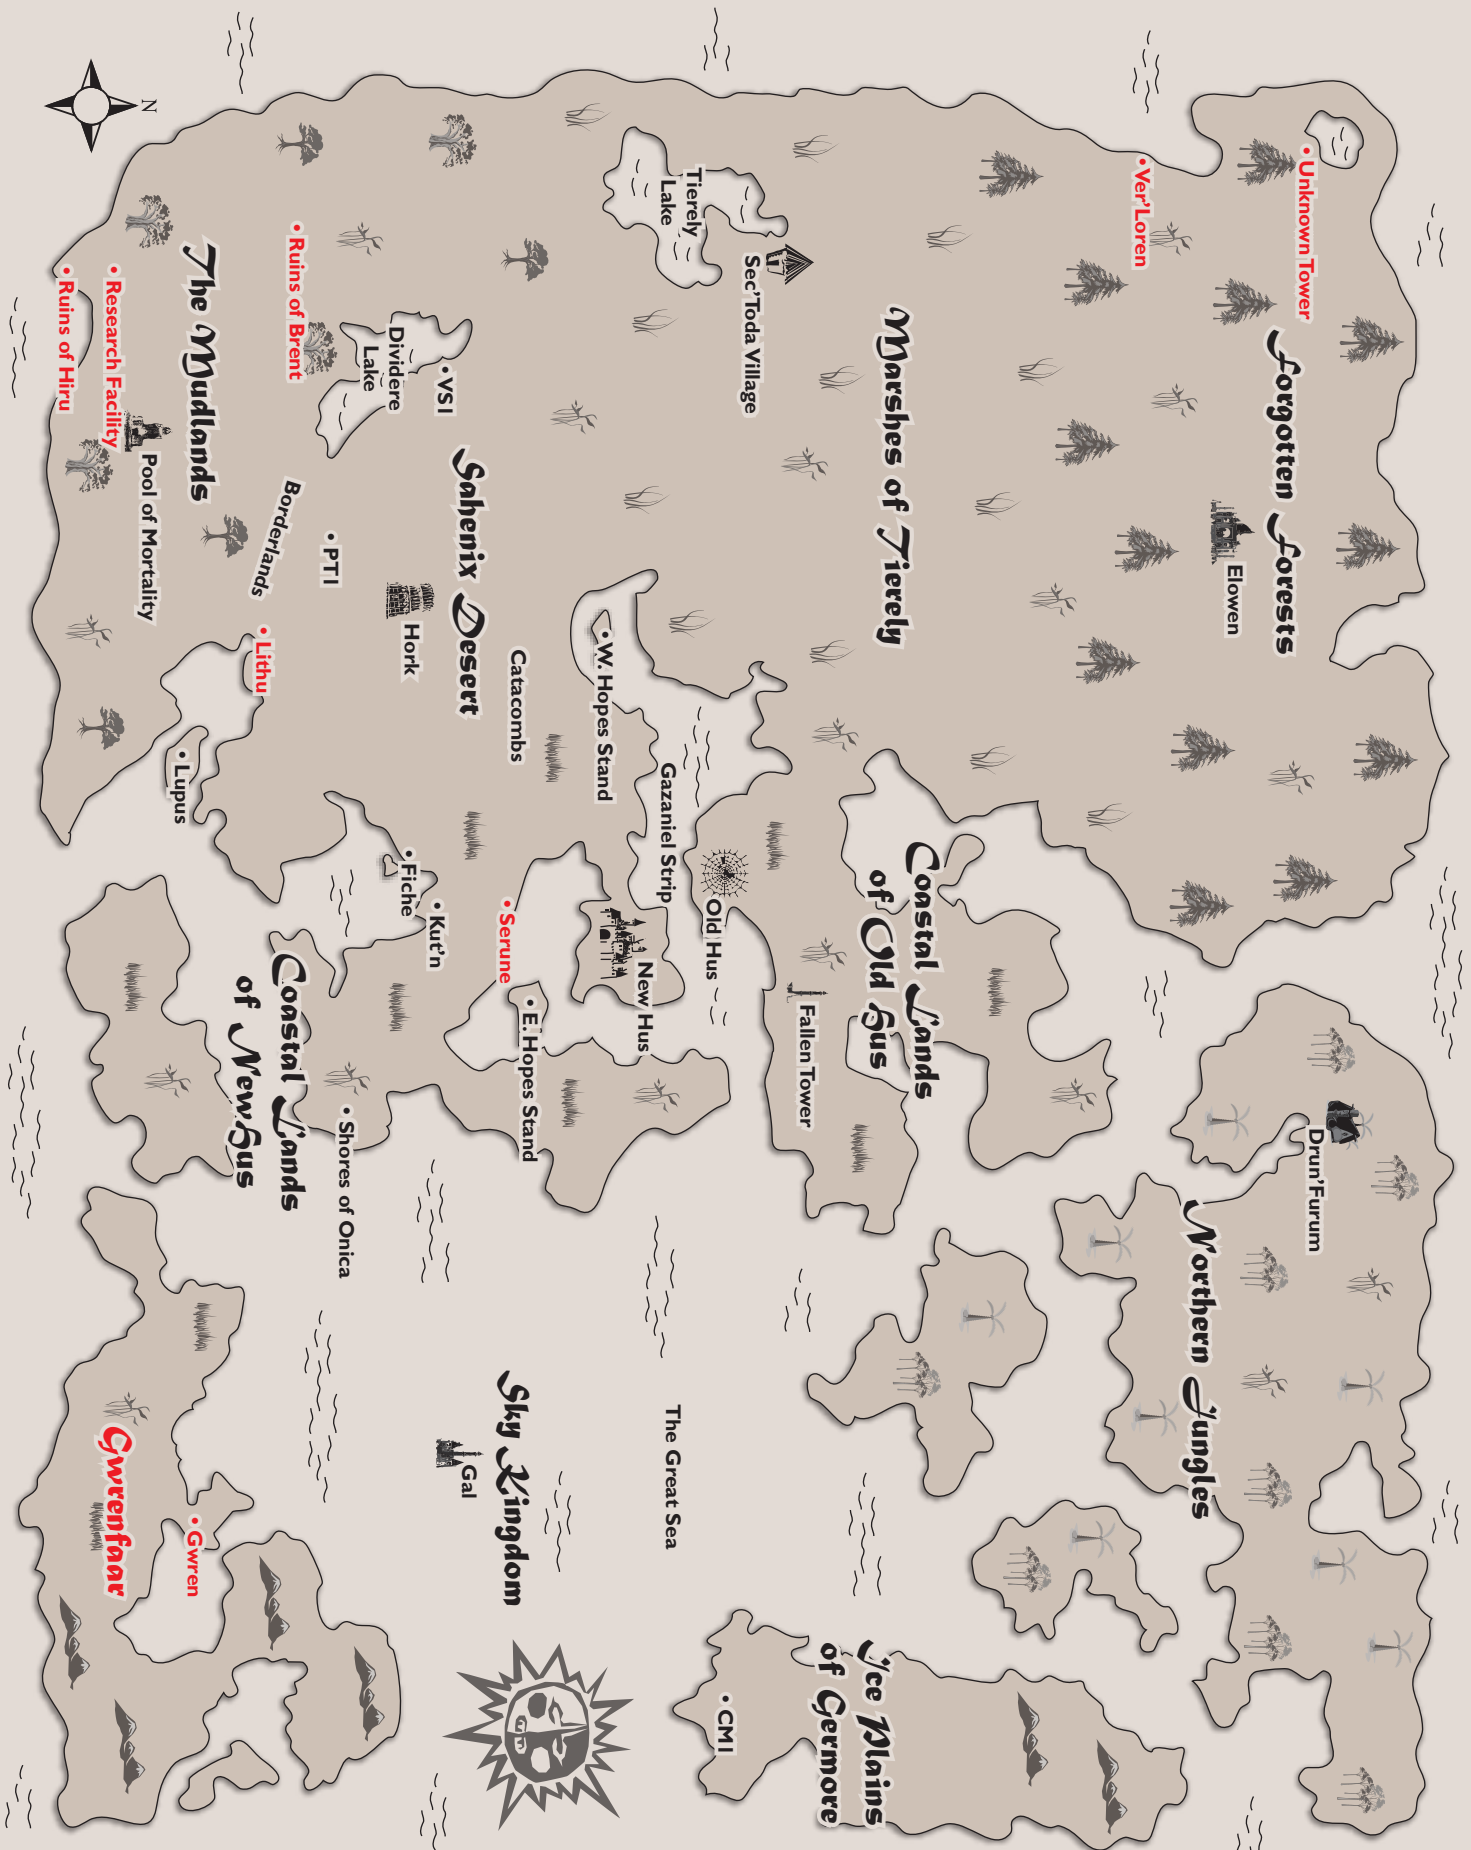 Unknown Tower
Drun'Furum
Forgotten Forests
Elowen
Northern Jungles
Ver'Loren
Coastal Lands
of Old Hus
Marshes of Tierely
Ice Plains
of Germore
Fallen Tower
Sec'Toda Village
CMI
Old Hus
Tierely
Lake
The Great Sea
Gazaniel Strip
New Hus
W. Hopes Stand
E. Hopes Stand
Catacombs
Sky Kingdom
Serune
Gal
Sahenix Desert
VSI
Kut'n
Hork
Fiche
Dividere
Lake
Shores of Onica
PTI
Ruins of Brent
Coastal Lands
of New Hus
Borderlands
Lithu
The Mudlands
Gwren
Lupus
N
Pool of Mortality
Gwrenfaar
Research Facility
Ruins of Hiru